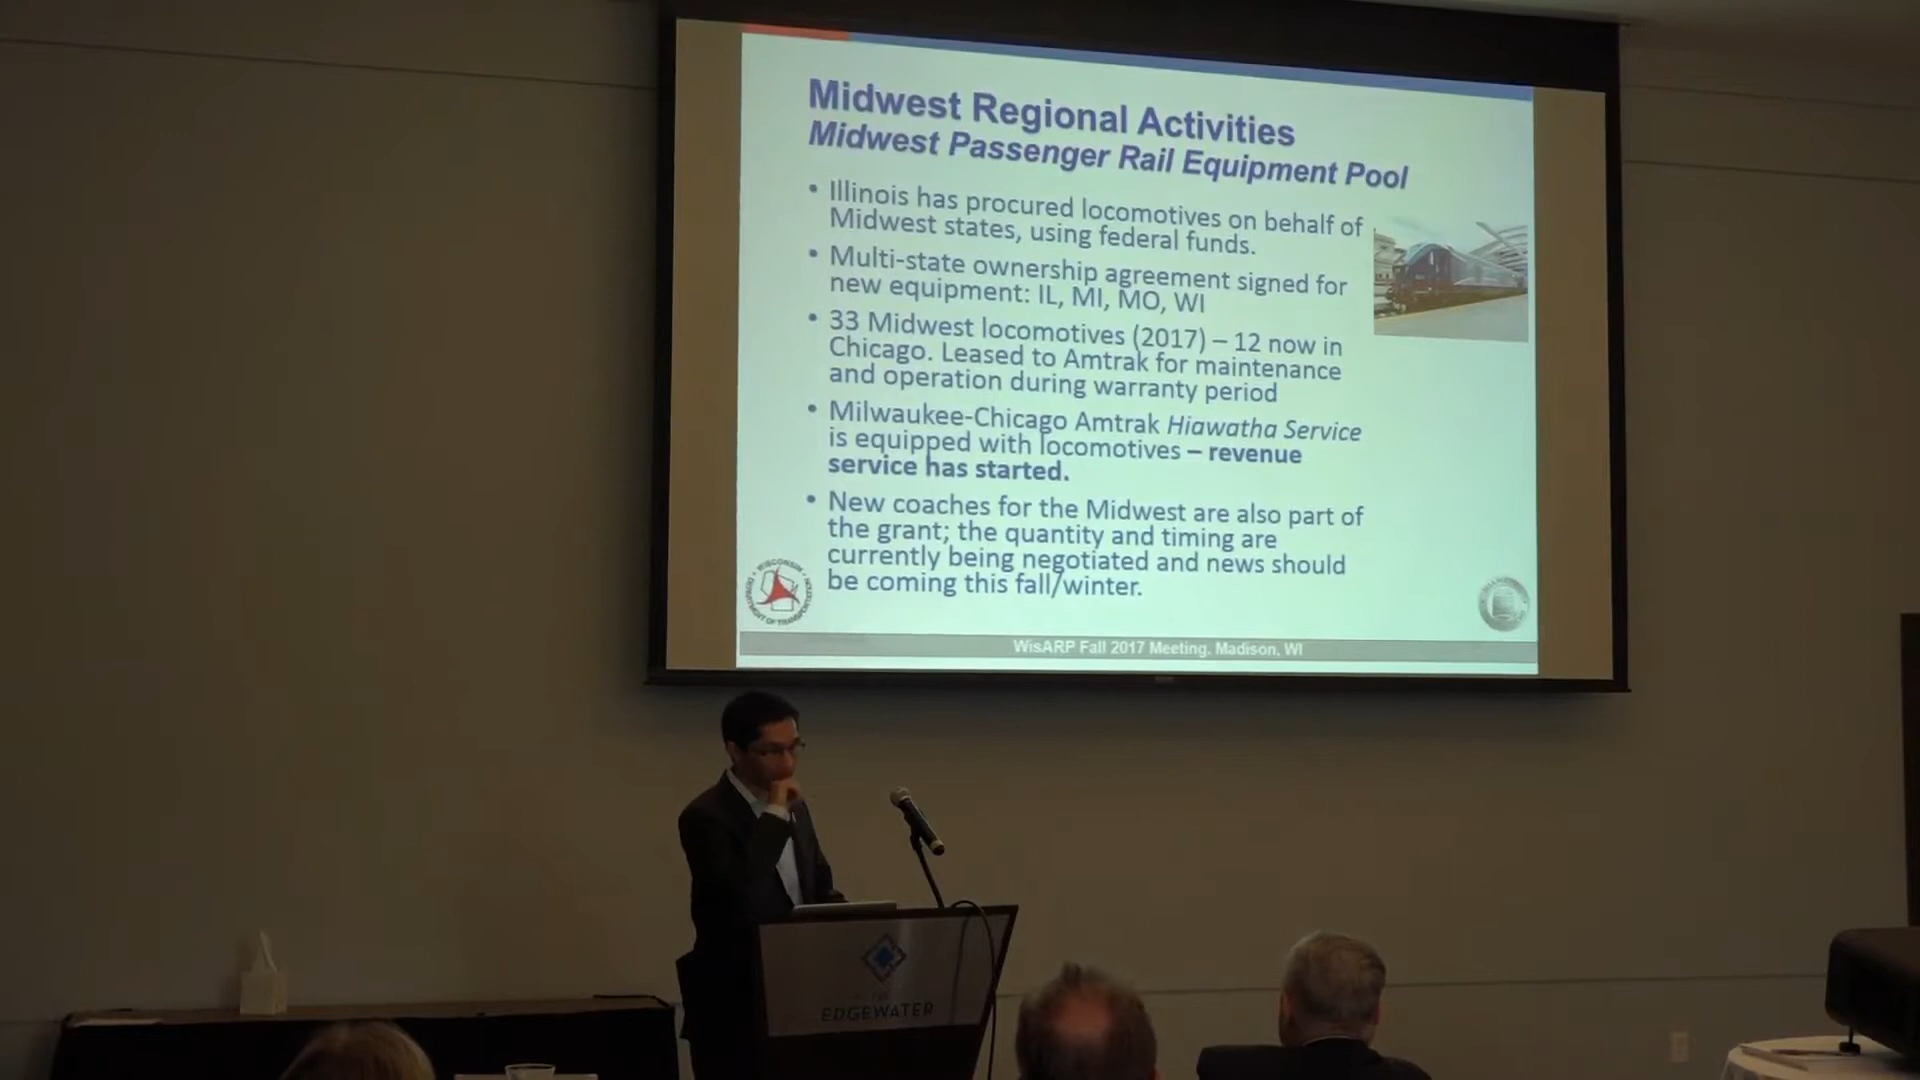 Midwest Regional Activities
Midwest Passenger Rail Equipment Pool
• Illinois has procured locomotives on behalf of
Midwest states, using federal funds.
• Multi-state ownership agreement signed for
new equipment: IL, MI, MO, WI
• 33 Midwest locomotives (2017) – 12 now in
Chicago. Leased to Amtrak for maintenance
and operation during warranty period
• Milwaukee-Chicago Amtrak Hiawatha Service
is equipped with locomotives – revenue
service has started.
• New coaches for the Midwest are also part of
the grant; the quantity and timing are
currently being negotiated and news should
be coming this fall/winter.
WISCONSIN
DEPARTMENT OF TRANSPORTATION
WisARP Fall 2017 Meeting, Madison, WI
EDGEWATER